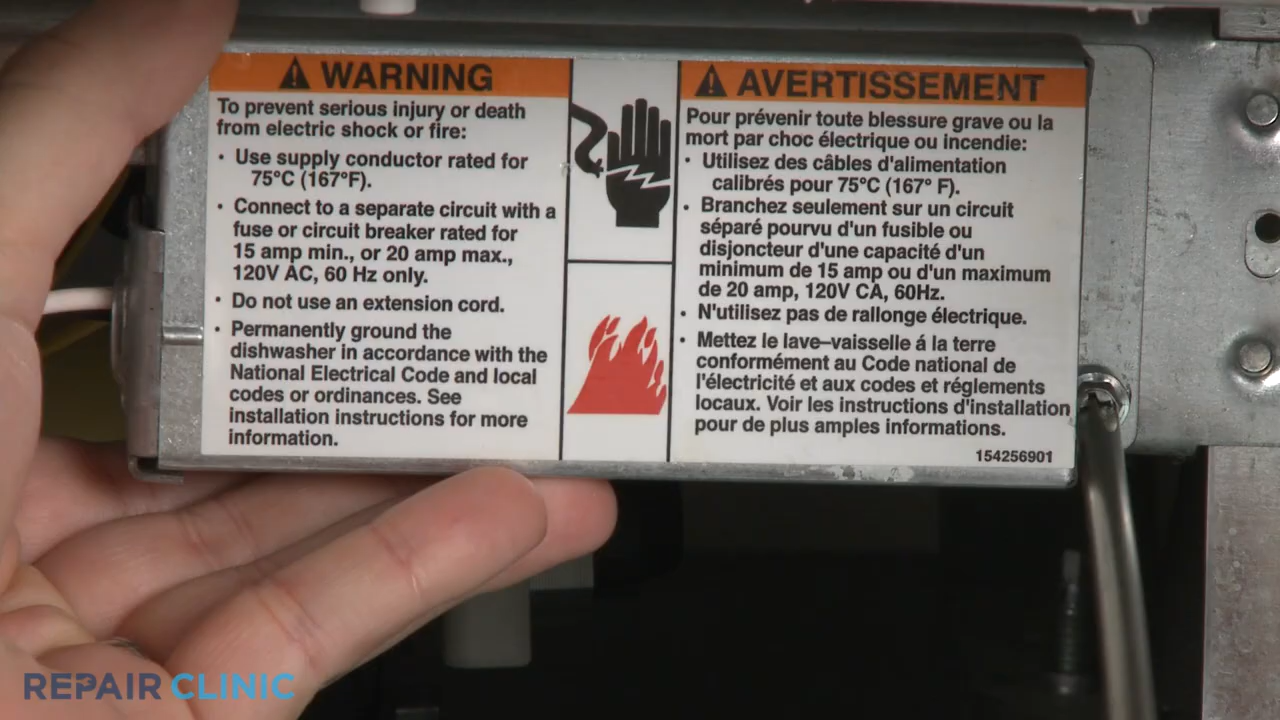 WARNING
To prevent serious injury or death
from electric shock or fire:
· Use supply conductor rated for
75°C (167°F).
· Connect to a separate circuit with a
fuse or circuit breaker rated for
15 amp min., or 20 amp max.,
120V AC, 60 Hz only.
· Do not use an extension cord.
· Permanently ground the
dishwasher in accordance with the
National Electrical Code and local
codes or ordinances. See
installation instructions for more
information.
AVERTISSEMENT
Pour prévenir toute blessure grave ou la
mort par choc électrique ou incendie:
· Utilisez des câbles d'alimentation
calibrés pour 75°C (167° F).
· Branchez seulement sur un circuit
séparé pourvu d'un fusible ou
disjoncteur d'une capacité d'un
minimum de 15 amp ou d'un maximum
de 20 amp, 120V CA, 60Hz.
· N'utilisez pas de rallonge électrique.
· Mettez le lave–vaisselle á la terre
conformément au Code national de
l'électricité et aux codes et réglements
locaux. Voir les instructions d'installation
pour de plus amples informations.
154256901
REPAIR CLINIC